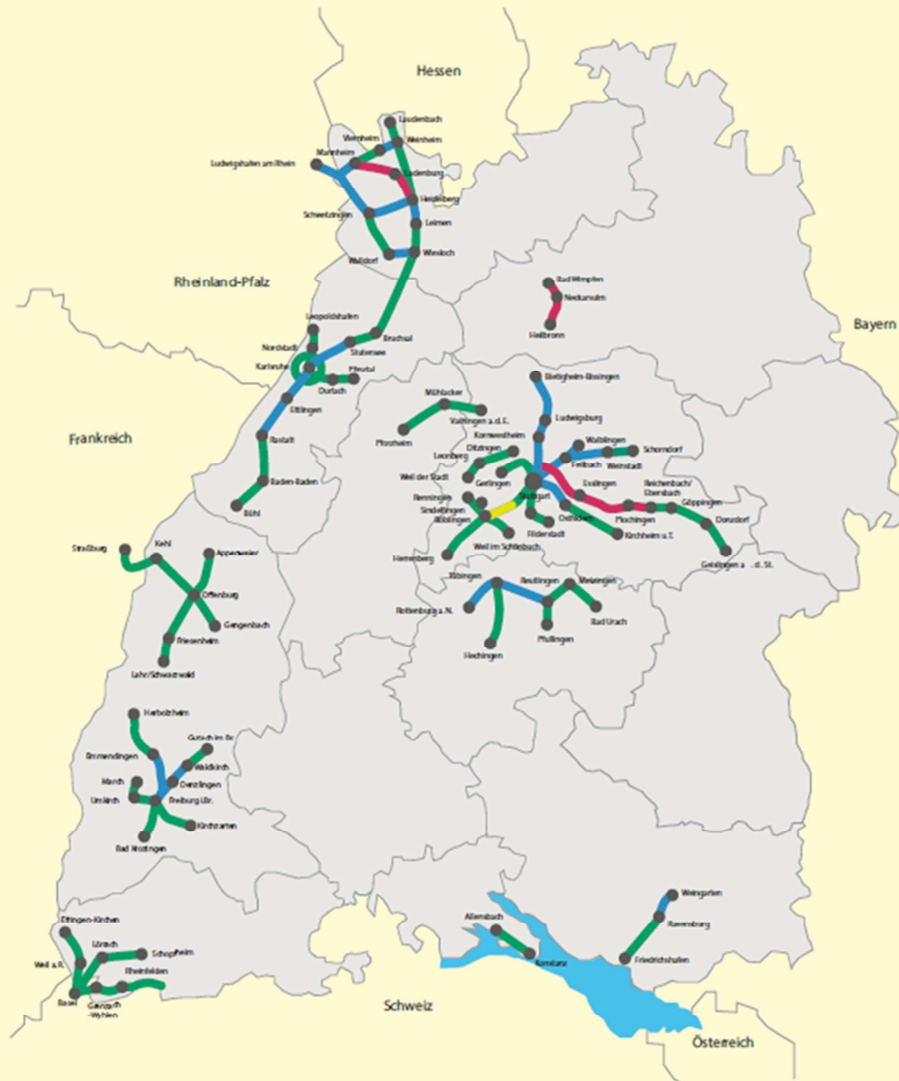 Hessen
Laudenbach
Viernheim
Weinheim
Mannheim
Ludwigshafen am Rhein
Ladenburg
Heidelberg
Schwetzingen
Leimen
Walldorf
Wiesloch
Rheinland-Pfalz
Bad Wimpfen
Neckarsulm
Heilbronn
Bayern
Leopoldshafen
Nordstadt
Bruchsal
Stutensee
Karlsruhe
Pfinztal
Durlach
Ettlingen
Bietigheim-Bissingen
Mühlacker
Vaihingen a.d.E.
Ludwigsburg
Pforzheim
Kornwestheim
Frankreich
Rastatt
Ditzingen
Waiblingen
Schorndorf
Leonberg
Fellbach
Weinstadt
Weil der Stadt
Gerlingen
Esslingen
Reichenbach/
Ebersbach
Baden-Baden
Renningen
Stuttgart
Göppingen
Bühl
Sindelfingen
Böblingen
Ostfildern
Plochingen
Donzdorf
Filderstadt
Kirchheim u.T.
Straßburg
Kehl
Appenweier
Herrenberg
Weil im Schönbuch
Geislingen a . d. St.
Tübingen
Reutlingen
Metzingen
Offenburg
Rottenburg a. N.
Bad Urach
Gengenbach
Friesenheim
Pfullingen
Hechingen
Lahr/Schwarzwald
Herbolzheim
Gutach im Br.
Emmendingen
Waldkirch
March
Denzlingen
Umkirch
Freiburg i.Br.
Kirchzarten
Bad Krozingen
Weingarten
Efringen-Kirchen
Allensbach
Ravensburg
Lörrach
Schopfheim
Weil a.R.
Rheinfelden
Konstanz
Friedrichshafen
Basel
Grenzach
-Wyhlen
Schweiz
Österreich